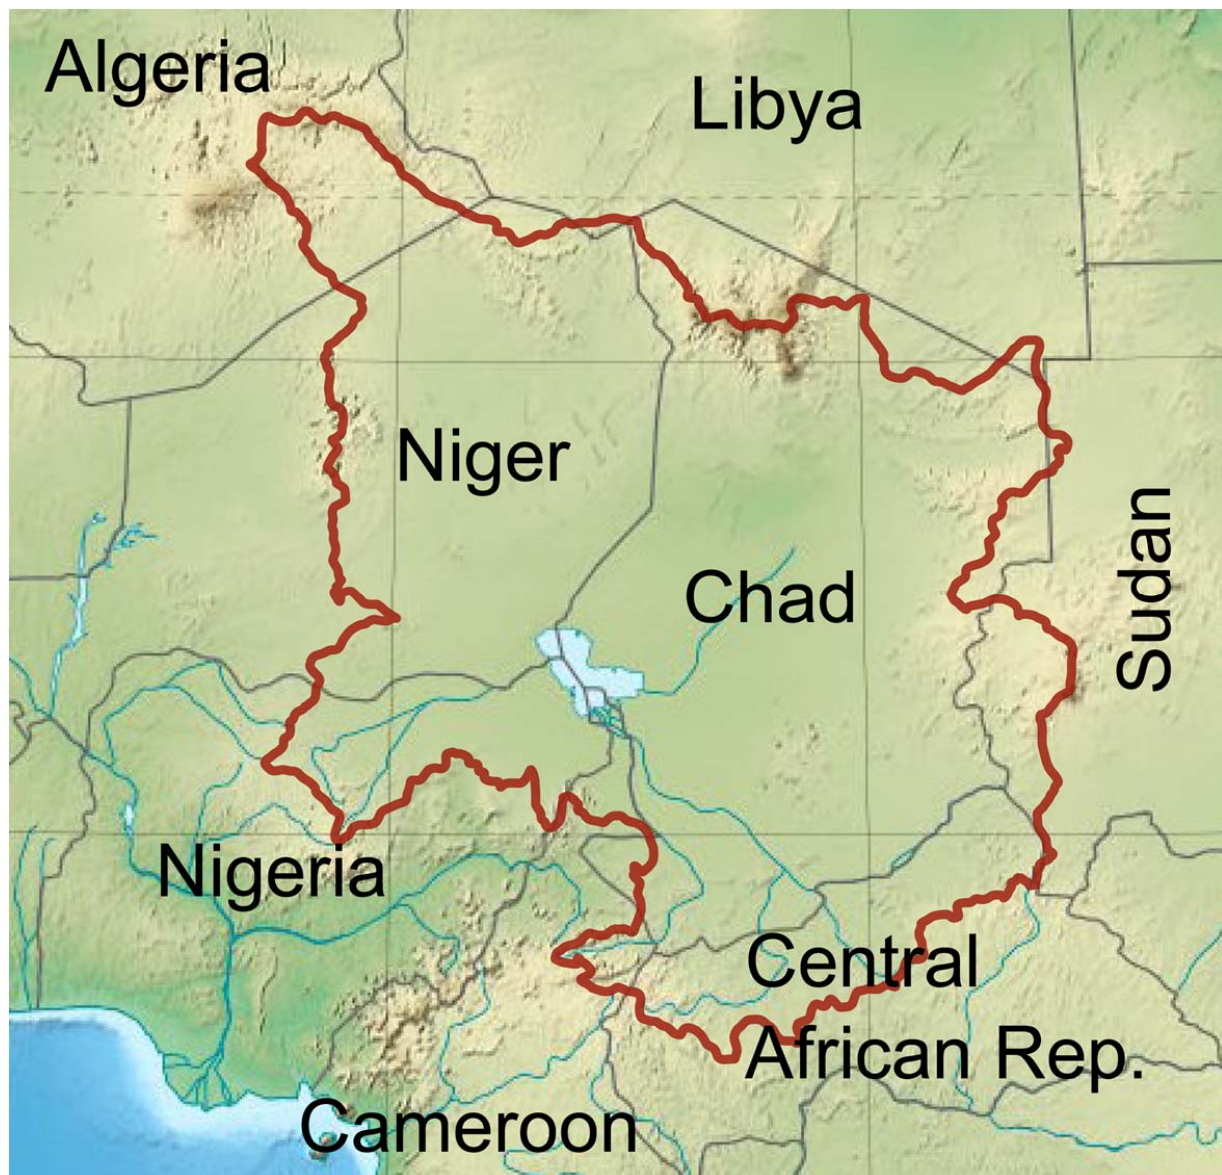 Algeria
Libya
Niger
Chad
Sudan
Nigeria
Central
African Rep.
Cameroon